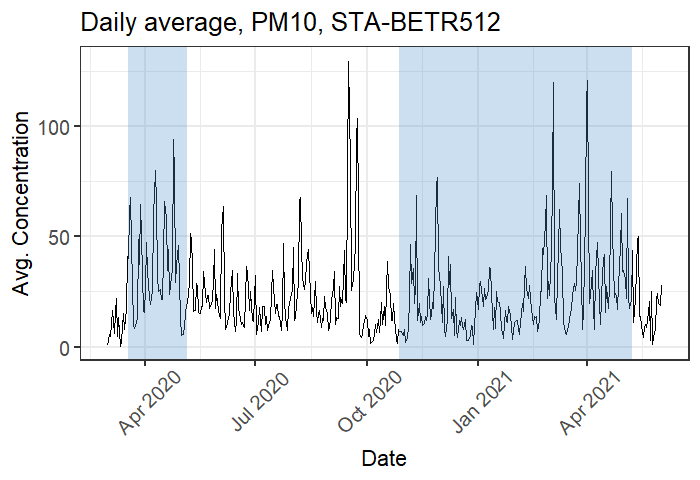 Daily average, PM10, STA-BETR512
Avg. Concentration
100
50
0
Apr 2020
Jul 2020
Oct 2020
Jan 2021
Apr 2021
Date